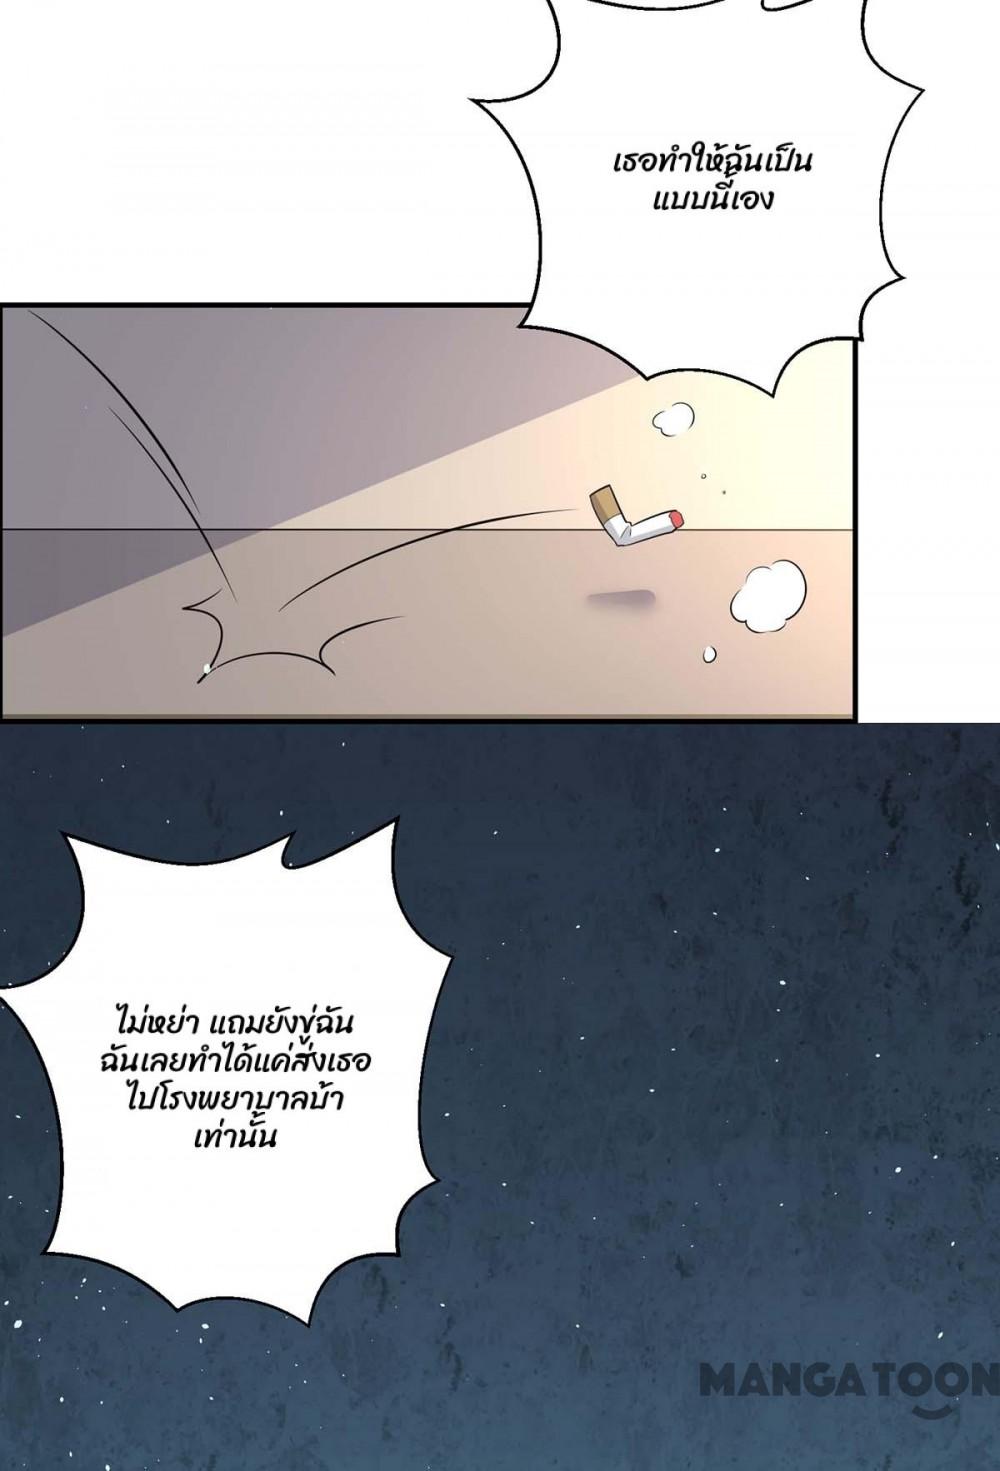 เธอทำให้ฉันเป็น
แบบนี้เอง
ไม่หย่า แถมยังขู่ฉัน
ฉันเลยทำได้แค่ส่งเธอ
ไปโรงพยาบาลบ้า
เท่านั้น
MANGATOON